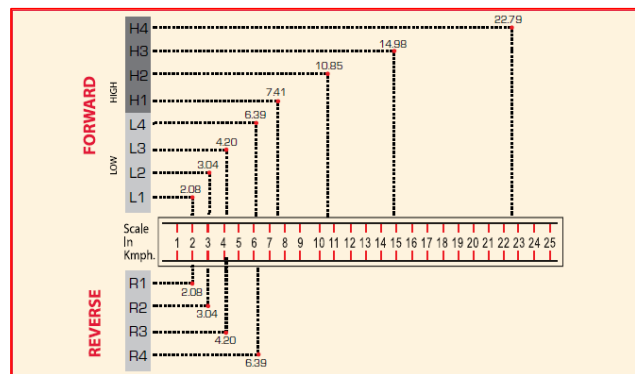 H4 22.79
H3 14.98
H2 10.85
H1 7.41
L4 6.39
L3 4.20
L2 3.04
L1 2.08
FORWARD
HIGH
LOW
Scale
In
Kmph.
1 2 3 4 5 6 7 8 9 10 11 12 13 14 15 16 17 18 19 20 21 22 23 24 25
REVERSE
R1 2.08
R2 3.04
R3 4.20
R4 6.39